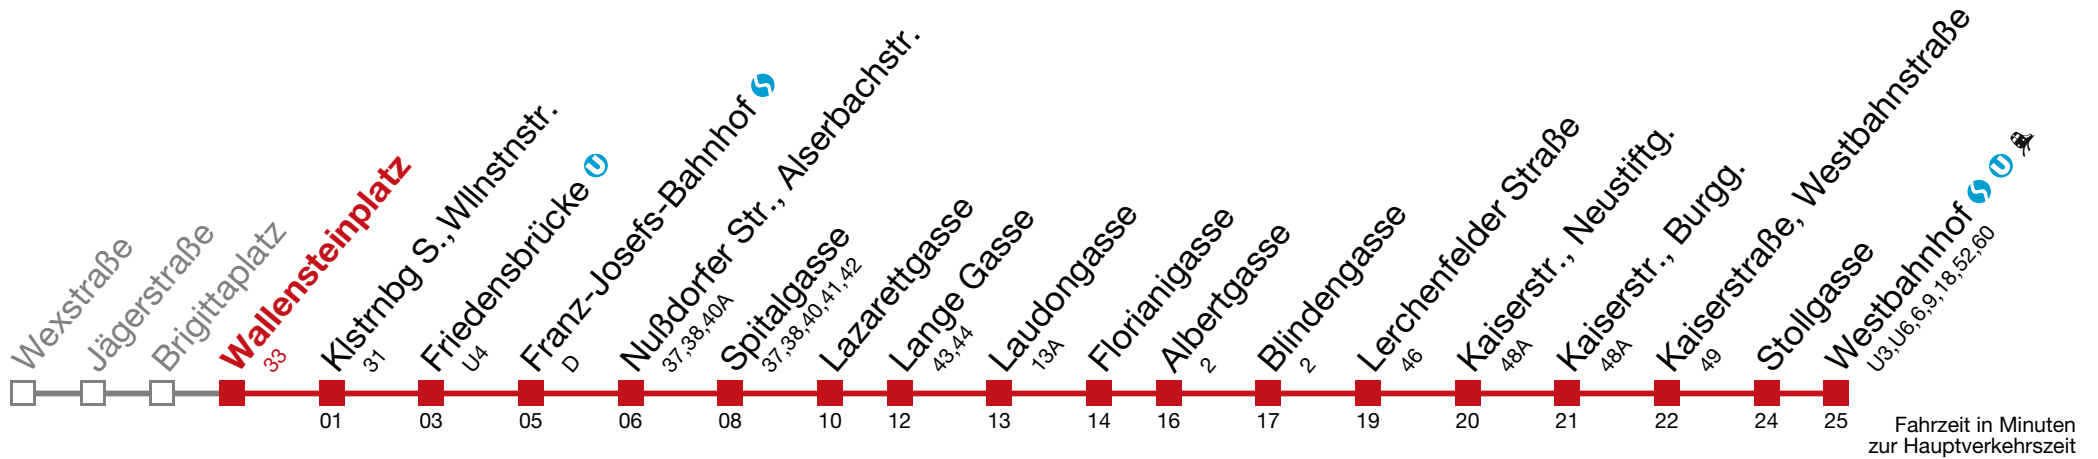 Wexstraße
Jägerstraße
Brigittaplatz
Wallensteinplatz
33
Klstrnbg S.,Wllnstnstr.
31
01
Friedensbrücke U
U4
03
Franz-Josefs-Bahnhof S
D
05
Nußdorfer Str., Alserbachstr.
37,38,40A
06
Spitalgasse
37,38,40,41,42
08
Lazarettgasse
10
Lange Gasse
43,44
12
Laudongasse
13A
13
Florianigasse
14
Albertgasse
2
16
Blindengasse
2
17
Lerchenfelder Straße
46
19
Kaiserstr., Neustiftg.
48A
20
Kaiserstr., Burgg.
48A
21
Kaiserstraße, Westbahnstraße
49
22
Stollgasse
24
Westbahnhof S U
U3,U6,6,9,18,52,60
25
Fahrzeit in Minuten
zur Hauptverkehrszeit